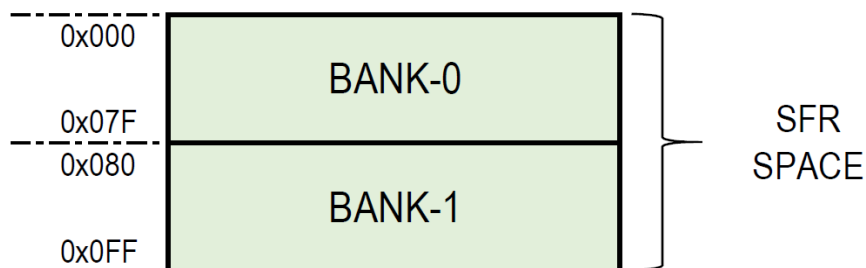 0x000
BANK-0
0x07F
0x080
BANK-1
0x0FF
SFR
SPACE